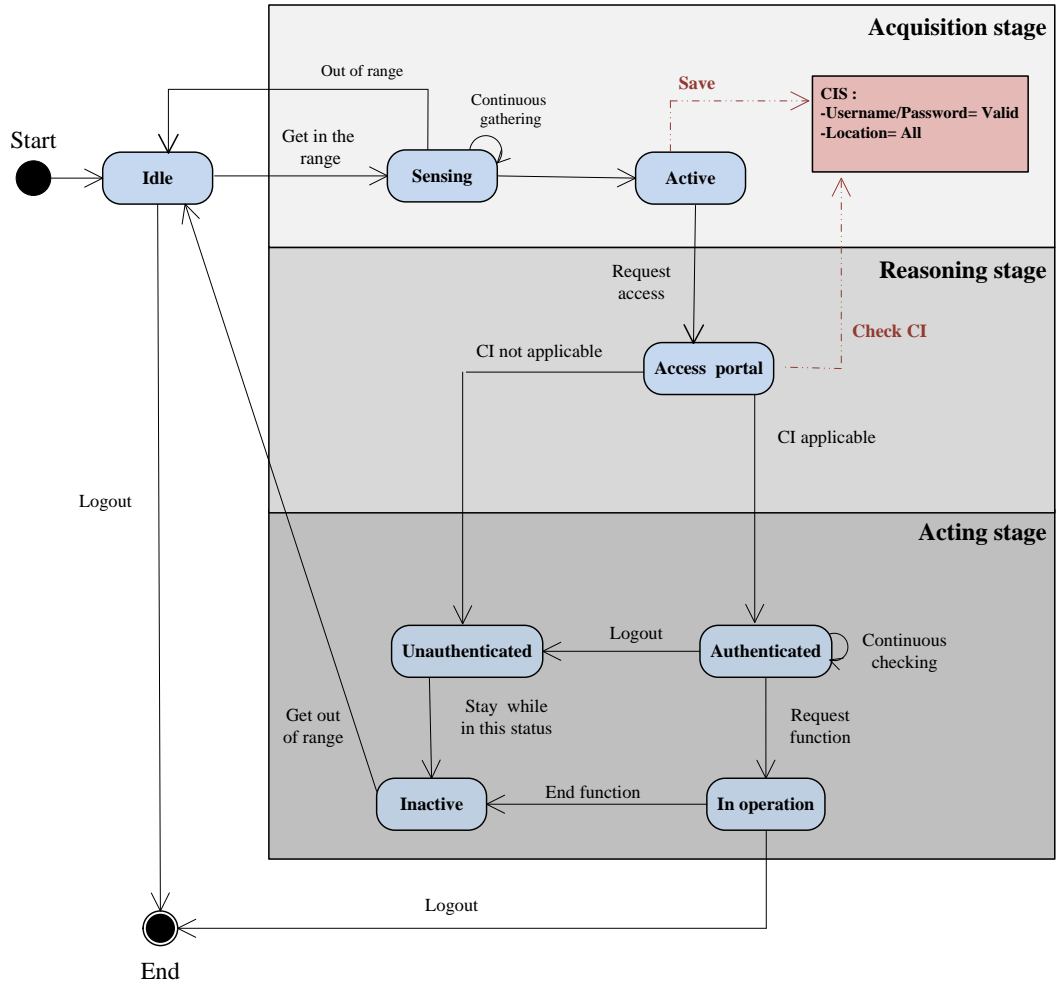 Acquisition stage
Out of range
Save
CIS :
-Username/Password= Valid
-Location= All
Continuous
gathering
Start
Get in the
range
Idle
Sensing
Active
Reasoning stage
Request
access
Check CI
CI not applicable
Access portal
CI applicable
Logout
Acting stage
Unauthenticated
Logout
Authenticated
Continuous
checking
Stay while
in this status
Get out
of range
Request
function
Inactive
End function
In operation
Logout
End